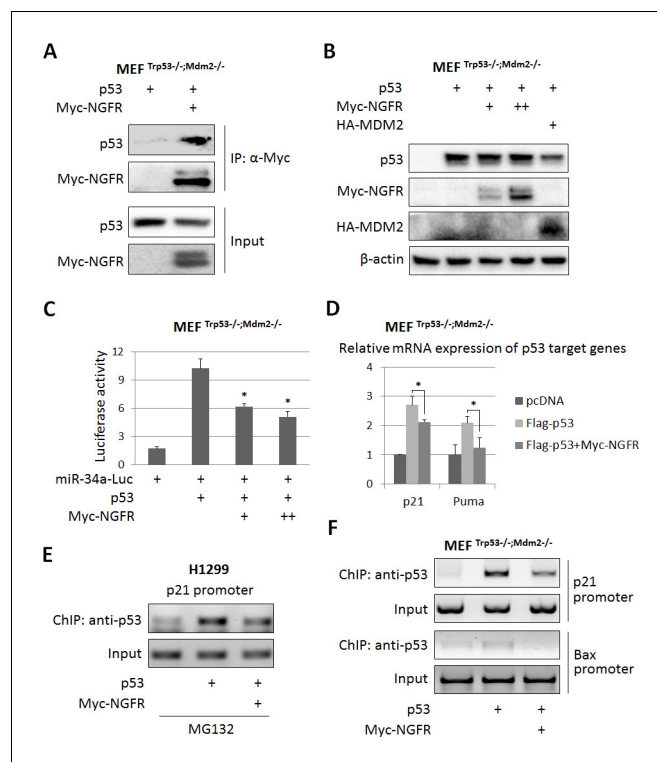 A
MEF Trp53-/-;Mdm2-/-
p53 + +
Myc-NGFR +
p53
Myc-NGFR
IP: α-Myc
p53
Myc-NGFR
Input
B
MEF Trp53-/-;Mdm2-/-
p53 + + + +
Myc-NGFR + ++
HA-MDM2 +
p53
Myc-NGFR
HA-MDM2
β-actin
C
MEF Trp53-/-;Mdm2-/-
Luciferase activity
12
9
6
3
0
* *
miR-34a-Luc + + + +
p53 + + +
Myc-NGFR + ++
D
MEF Trp53-/-;Mdm2-/-
Relative mRNA expression of p53 target genes
4
3
2
1
0
* *
p21 Puma
pcDNA
Flag-p53
Flag-p53+Myc-NGFR
E
H1299
p21 promoter
ChIP: anti-p53
Input
p53 + +
Myc-NGFR +
MG132
F
MEF Trp53-/-;Mdm2-/-
ChIP: anti-p53
Input
p21
promoter
ChIP: anti-p53
Input
Bax
promoter
p53 + +
Myc-NGFR +